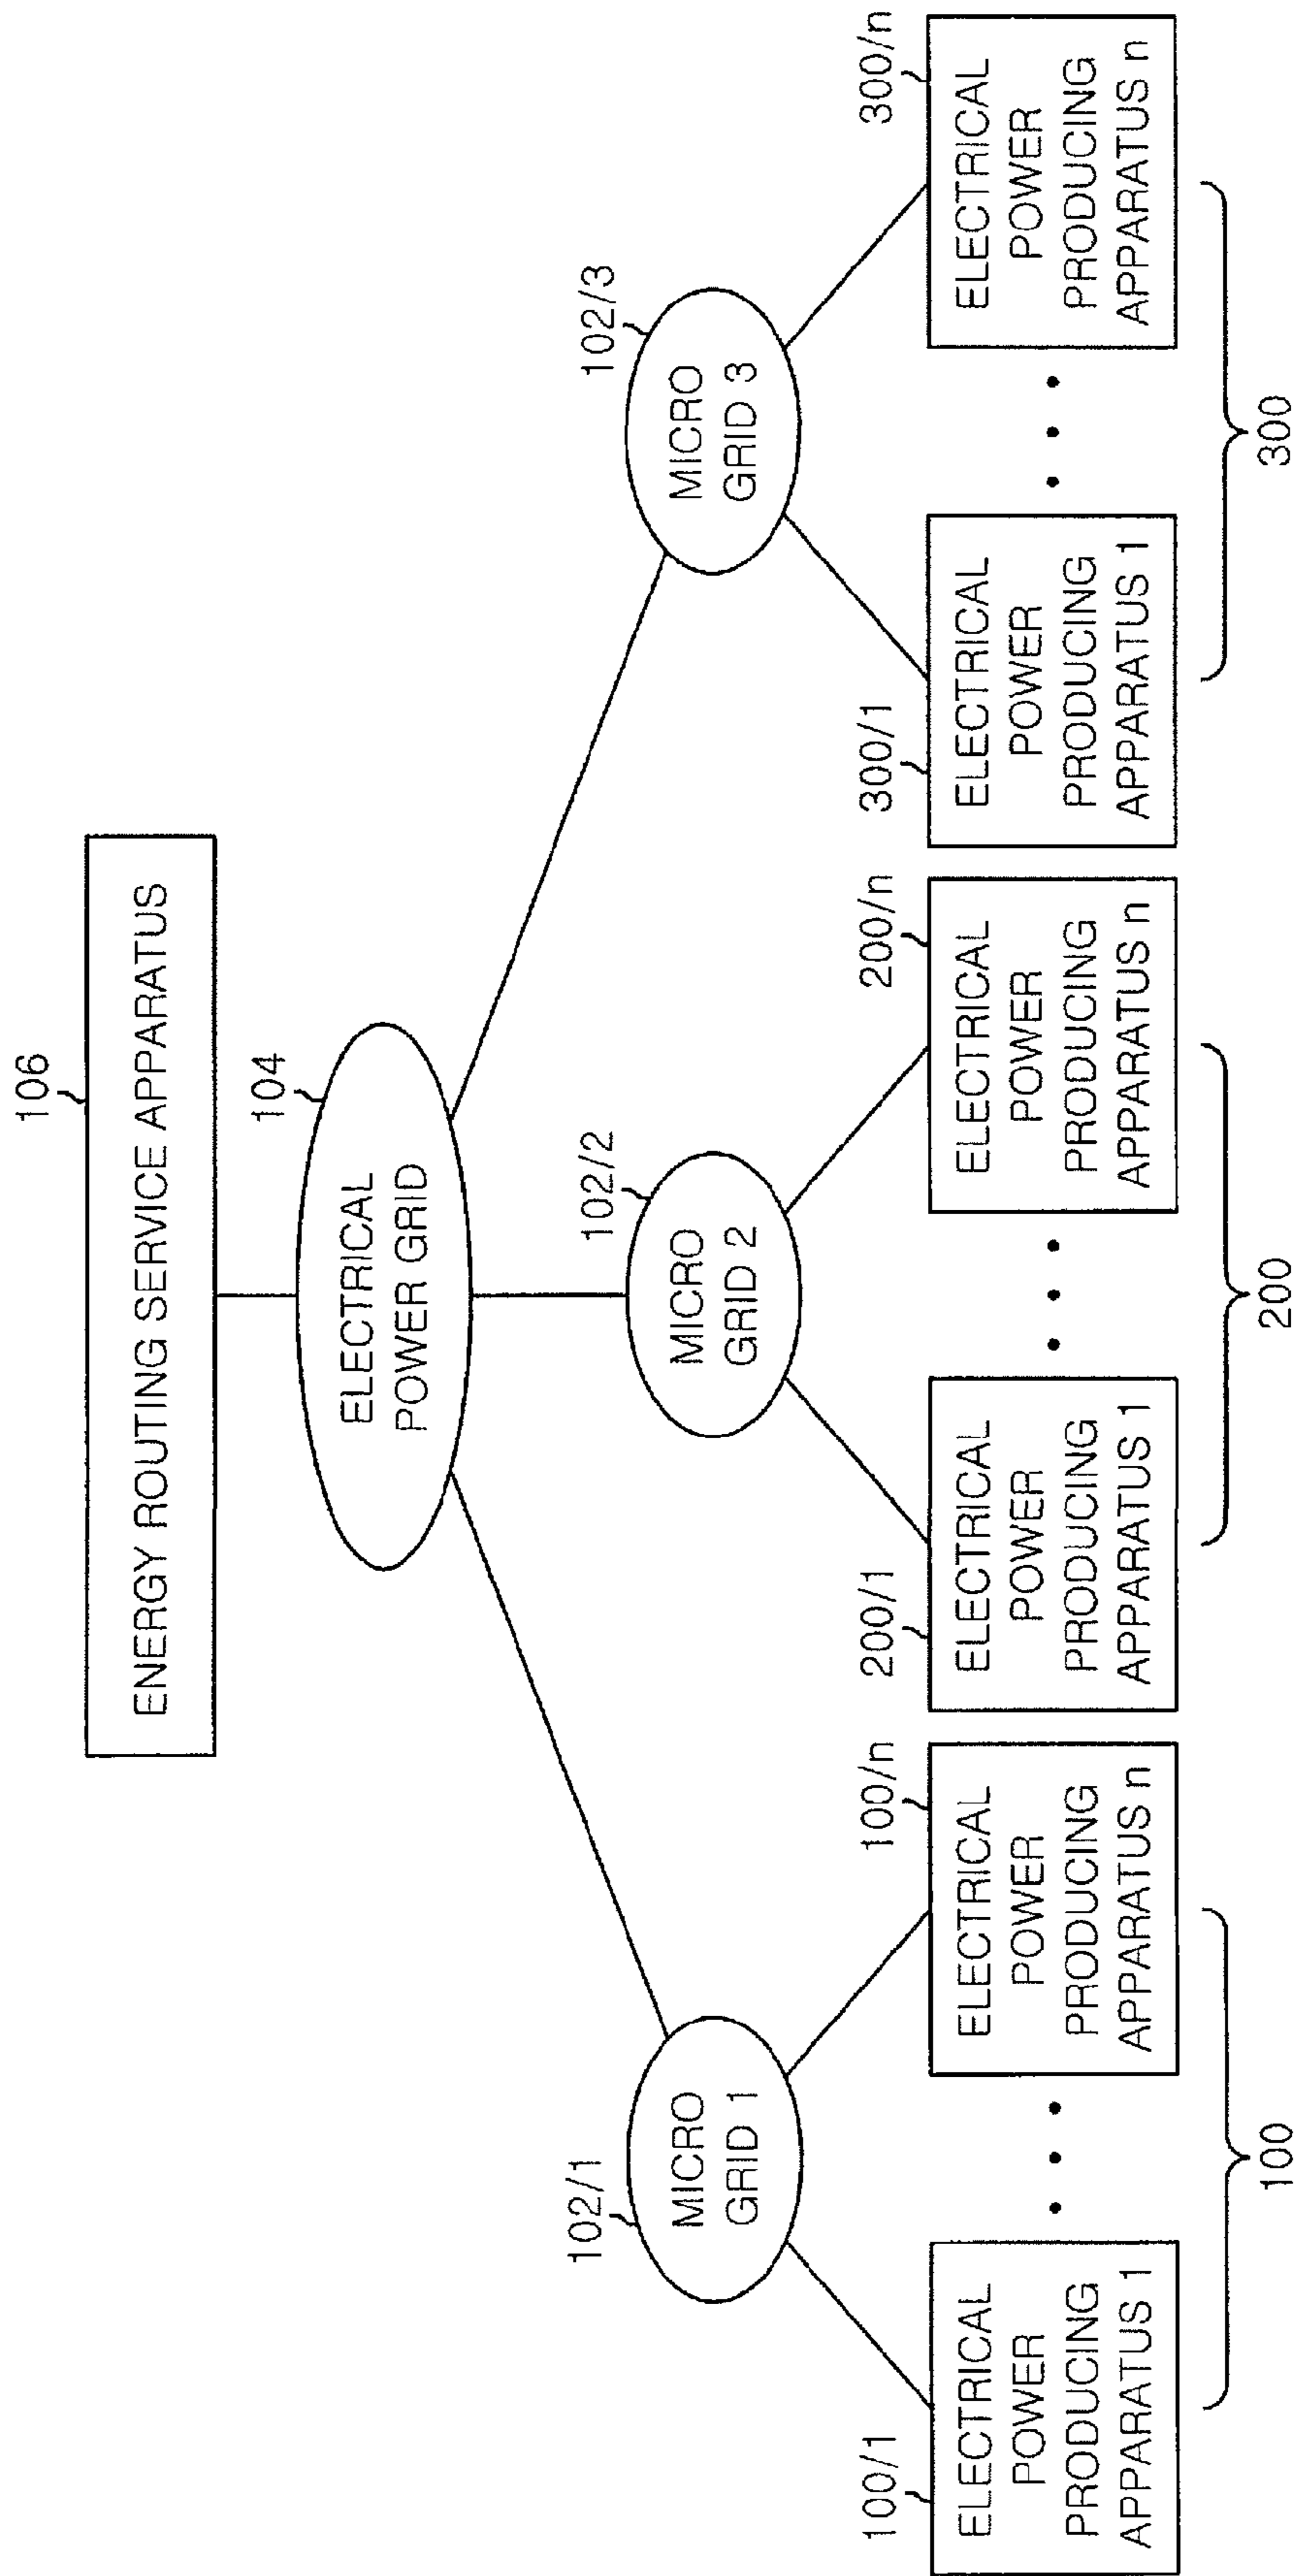 106
ENERGY ROUTING SERVICE APPARATUS
104
ELECTRICAL
POWER GRID
102/1
MICRO
GRID 1
102/2
MICRO
GRID 2
102/3
MICRO
GRID 3
100/1
ELECTRICAL
POWER
PRODUCING
APPARATUS 1
100/n
ELECTRICAL
POWER
PRODUCING
APPARATUS n
200/1
ELECTRICAL
POWER
PRODUCING
APPARATUS 1
200/n
ELECTRICAL
POWER
PRODUCING
APPARATUS n
300/1
ELECTRICAL
POWER
PRODUCING
APPARATUS 1
300/n
ELECTRICAL
POWER
PRODUCING
APPARATUS n
100
200
300